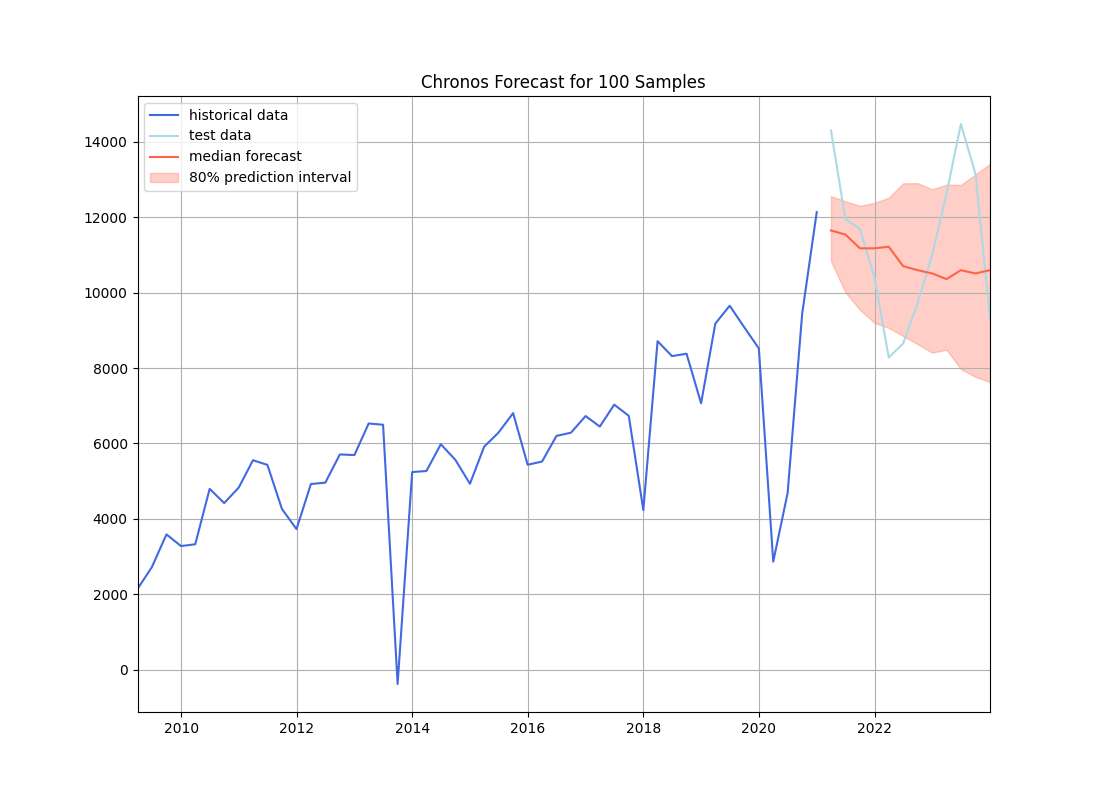 Chronos Forecast for 100 Samples
historical data
test data
median forecast
80% prediction interval
14000
12000
10000
8000
6000
4000
2000
0
2010 2012 2014 2016 2018 2020 2022